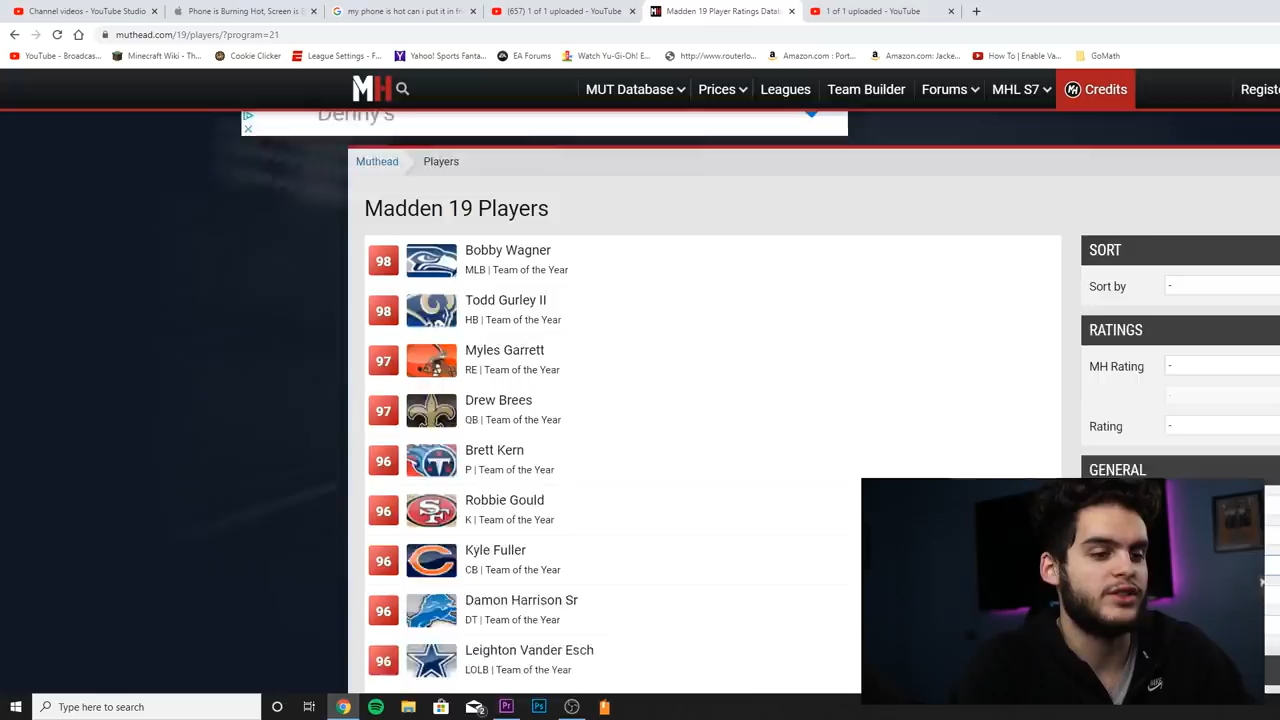 Channel videos - YouTube Studio
Phone is Burning Hot, Screen is
my phone is hot can i put it in fr
(657) 1 of 1 uploaded - YouTube
Madden 19 Player Ratings Datab
1 of 1 uploaded - YouTube
muthead.com/19/players/?program=21
YouTube - Broadcas...
Minecraft Wiki - Th...
Cookie Clicker
League Settings - F...
Yahoo! Sports Fanta...
EA Forums
Watch Yu-Gi-Oh! E...
http://www.routerlo...
Amazon.com : Port...
Amazon.com: Jacke...
How To | Enable Va...
GoMath
MH
MUT Database
Prices
Leagues
Team Builder
Forums
MHL S7
Credits
Regist
Denny's
Muthead
Players
Madden 19 Players
98
Bobby Wagner
MLB | Team of the Year
98
Todd Gurley II
HB | Team of the Year
97
Myles Garrett
RE | Team of the Year
97
Drew Brees
QB | Team of the Year
96
Brett Kern
P | Team of the Year
96
Robbie Gould
K | Team of the Year
96
Kyle Fuller
CB | Team of the Year
96
Damon Harrison Sr
DT | Team of the Year
96
Leighton Vander Esch
LOLB | Team of the Year
SORT
Sort by
-
RATINGS
MH Rating
-
Rating
-
GENERAL
Type here to search
2
Pr
Ps